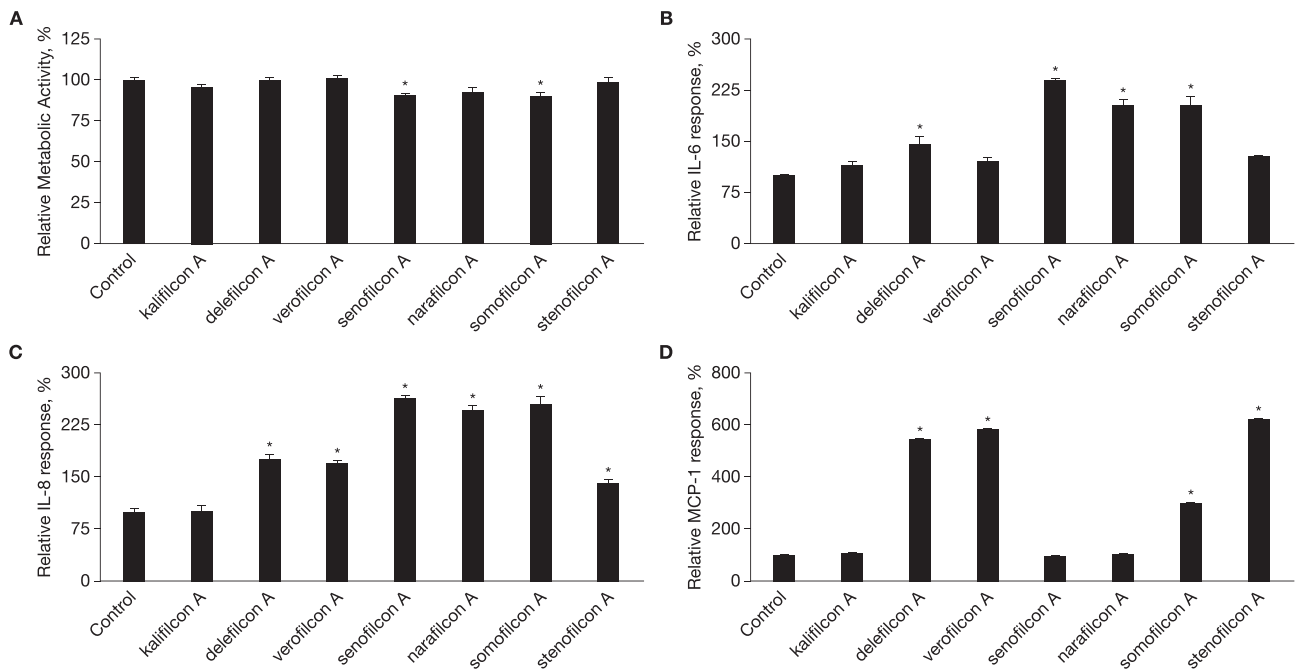 A
Relative Metabolic Activity, %
125
100
75
50
25
0
*
*
Control
kalifilcon A
delefilcon A
verofilcon A
senofilcon A
narafilcon A
somofilcon A
stenofilcon A
B
Relative IL-6 response, %
300
225
150
75
0
*
*
*
*
Control
kalifilcon A
delefilcon A
verofilcon A
senofilcon A
narafilcon A
somofilcon A
stenofilcon A
C
Relative IL-8 response, %
300
225
150
75
0
*
*
*
*
*
*
Control
kalifilcon A
delefilcon A
verofilcon A
senofilcon A
narafilcon A
somofilcon A
stenofilcon A
D
Relative MCP-1 response, %
800
600
400
200
0
*
*
*
*
Control
kalifilcon A
delefilcon A
verofilcon A
senofilcon A
narafilcon A
somofilcon A
stenofilcon A